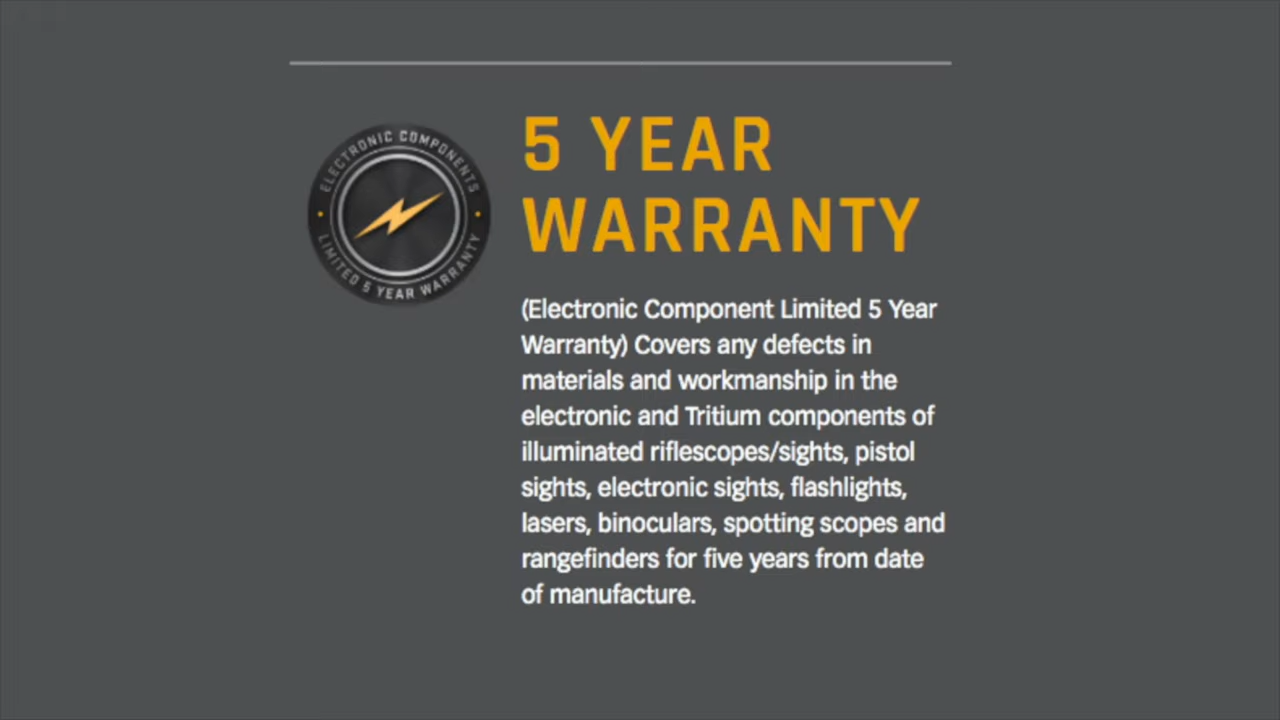 ELECTRONIC COMPONENTS
LIMITED 5 YEAR WARRANTY
5 YEAR
WARRANTY
(Electronic Component Limited 5 Year
Warranty) Covers any defects in
materials and workmanship in the
electronic and Tritium components of
illuminated riflescopes/sights, pistol
sights, electronic sights, flashlights,
lasers, binoculars, spotting scopes and
rangefinders for five years from date
of manufacture.